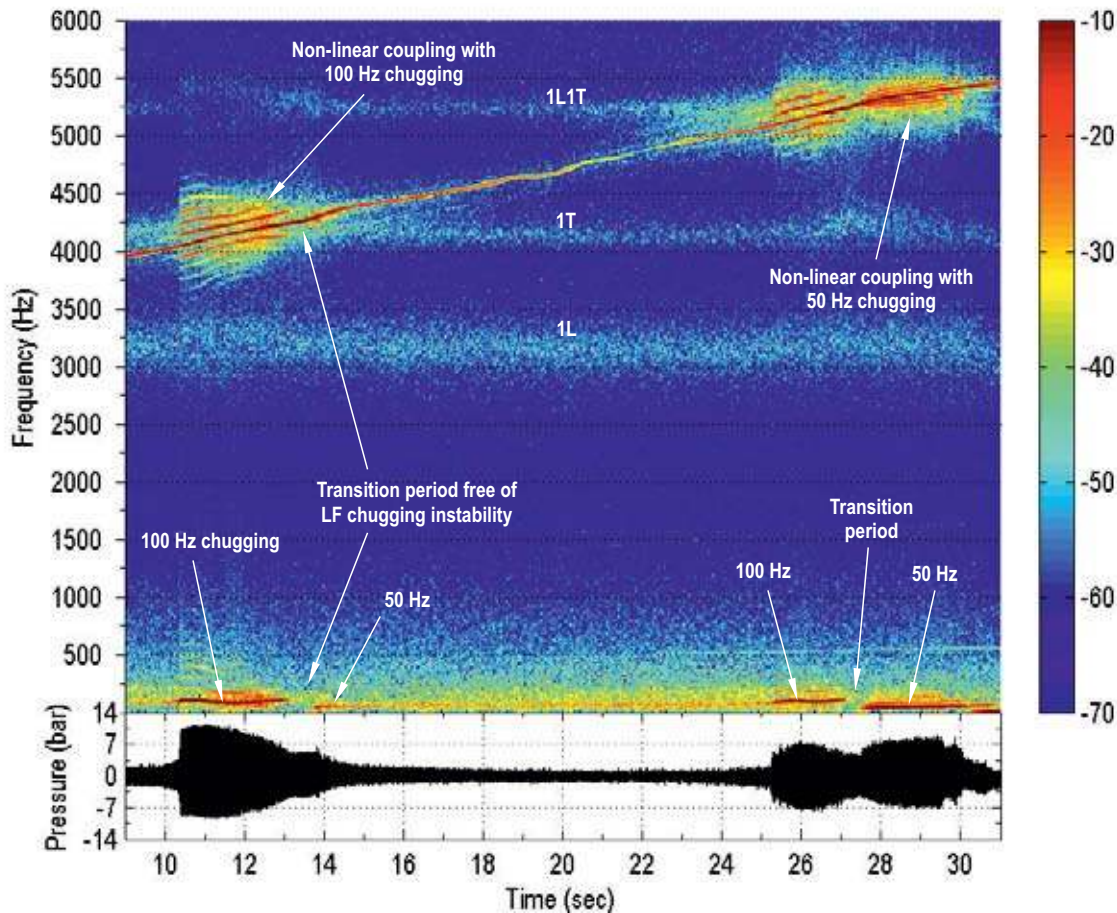 6000
5500
5000
4500
4000
3500
3000
2500
2000
1500
1000
500
Frequency (Hz)
Non-linear coupling with
100 Hz chugging
1L1T
1T
Non-linear coupling with
50 Hz chugging
1L
Transition period free of
LF chugging instability
Transition
period
100 Hz chugging
50 Hz
100 Hz
50 Hz
-10
-20
-30
-40
-50
-60
-70
14
7
0
-7
-14
Pressure (bar)
10 12 14 16 18 20 22 24 26 28 30
Time (sec)